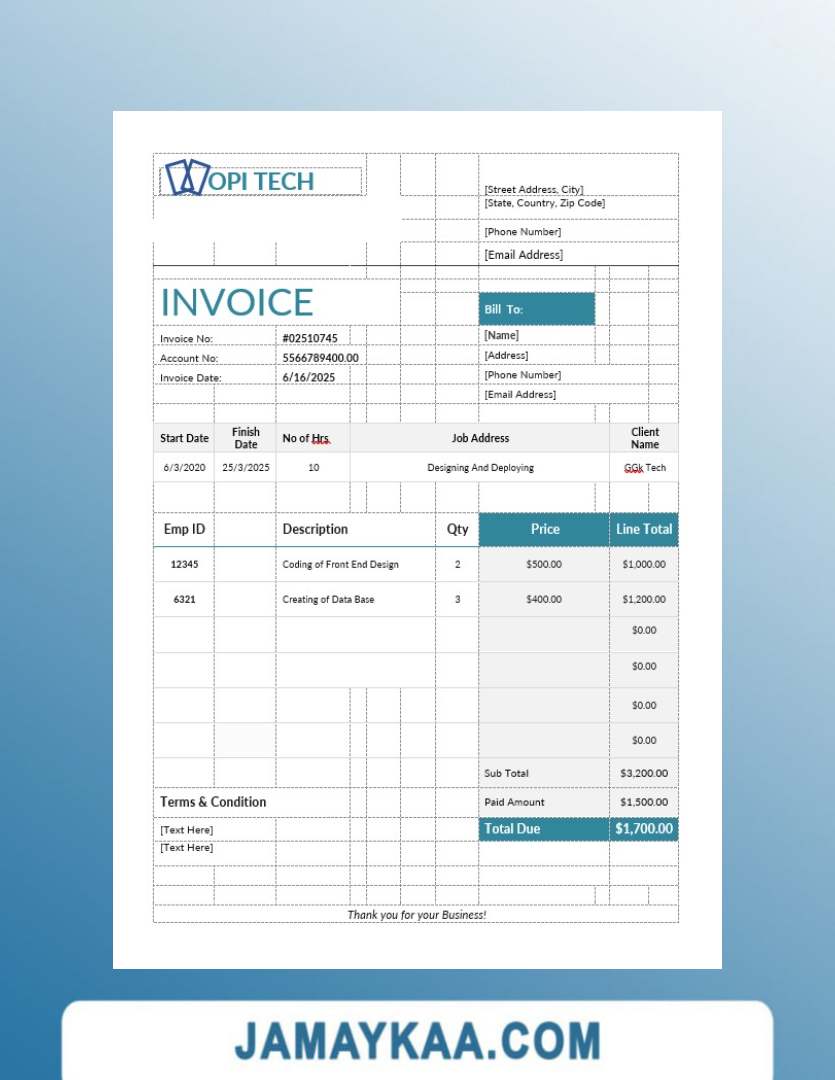 OPI TECH
[Street Address, City]
[State, Country, Zip Code]
[Phone Number]
[Email Address]
INVOICE
Bill To:
Invoice No: #02510745
[Name]
Account No: 5566789400.00
[Address]
Invoice Date: 6/16/2025
[Phone Number]
[Email Address]
Start Date Finish Date No of Hrs Job Address Client Name
6/3/2020 25/3/2025 10 Designing And Deploying GGk Tech
Emp ID Description Qty Price Line Total
12345 Coding of Front End Design 2 $500.00 $1,000.00
6321 Creating of Data Base 3 $400.00 $1,200.00
$0.00
$0.00
$0.00
$0.00
Sub Total $3,200.00
Terms & Condition Paid Amount $1,500.00
[Text Here] Total Due $1,700.00
[Text Here]
Thank you for your Business!
JAMAYKAA.COM